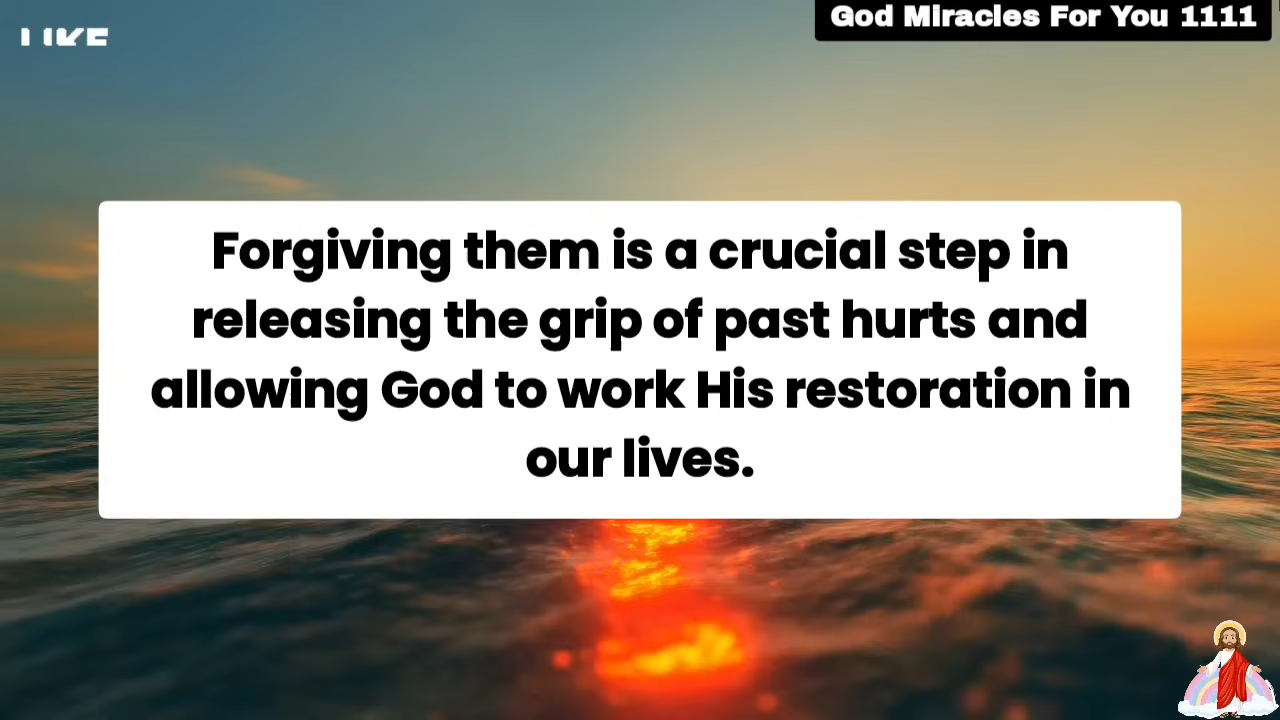 God Miracles For You 1111
Forgiving them is a crucial step in
releasing the grip of past hurts and
allowing God to work His restoration in
our lives.